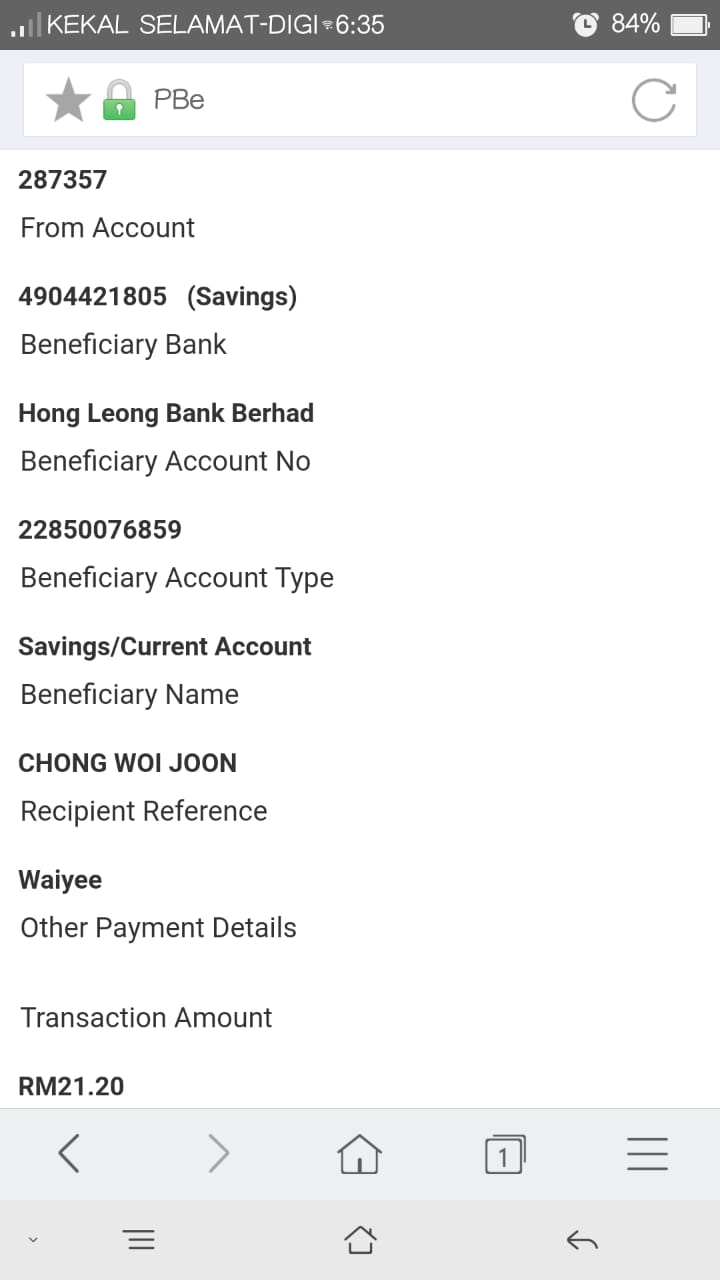 KEKAL SELAMAT-DIGI 6:35 84%
PBe
287357
From Account
4904421805 (Savings)
Beneficiary Bank
Hong Leong Bank Berhad
Beneficiary Account No
22850076859
Beneficiary Account Type
Savings/Current Account
Beneficiary Name
CHONG WOI JOON
Recipient Reference
Waiyee
Other Payment Details
Transaction Amount
RM21.20
1